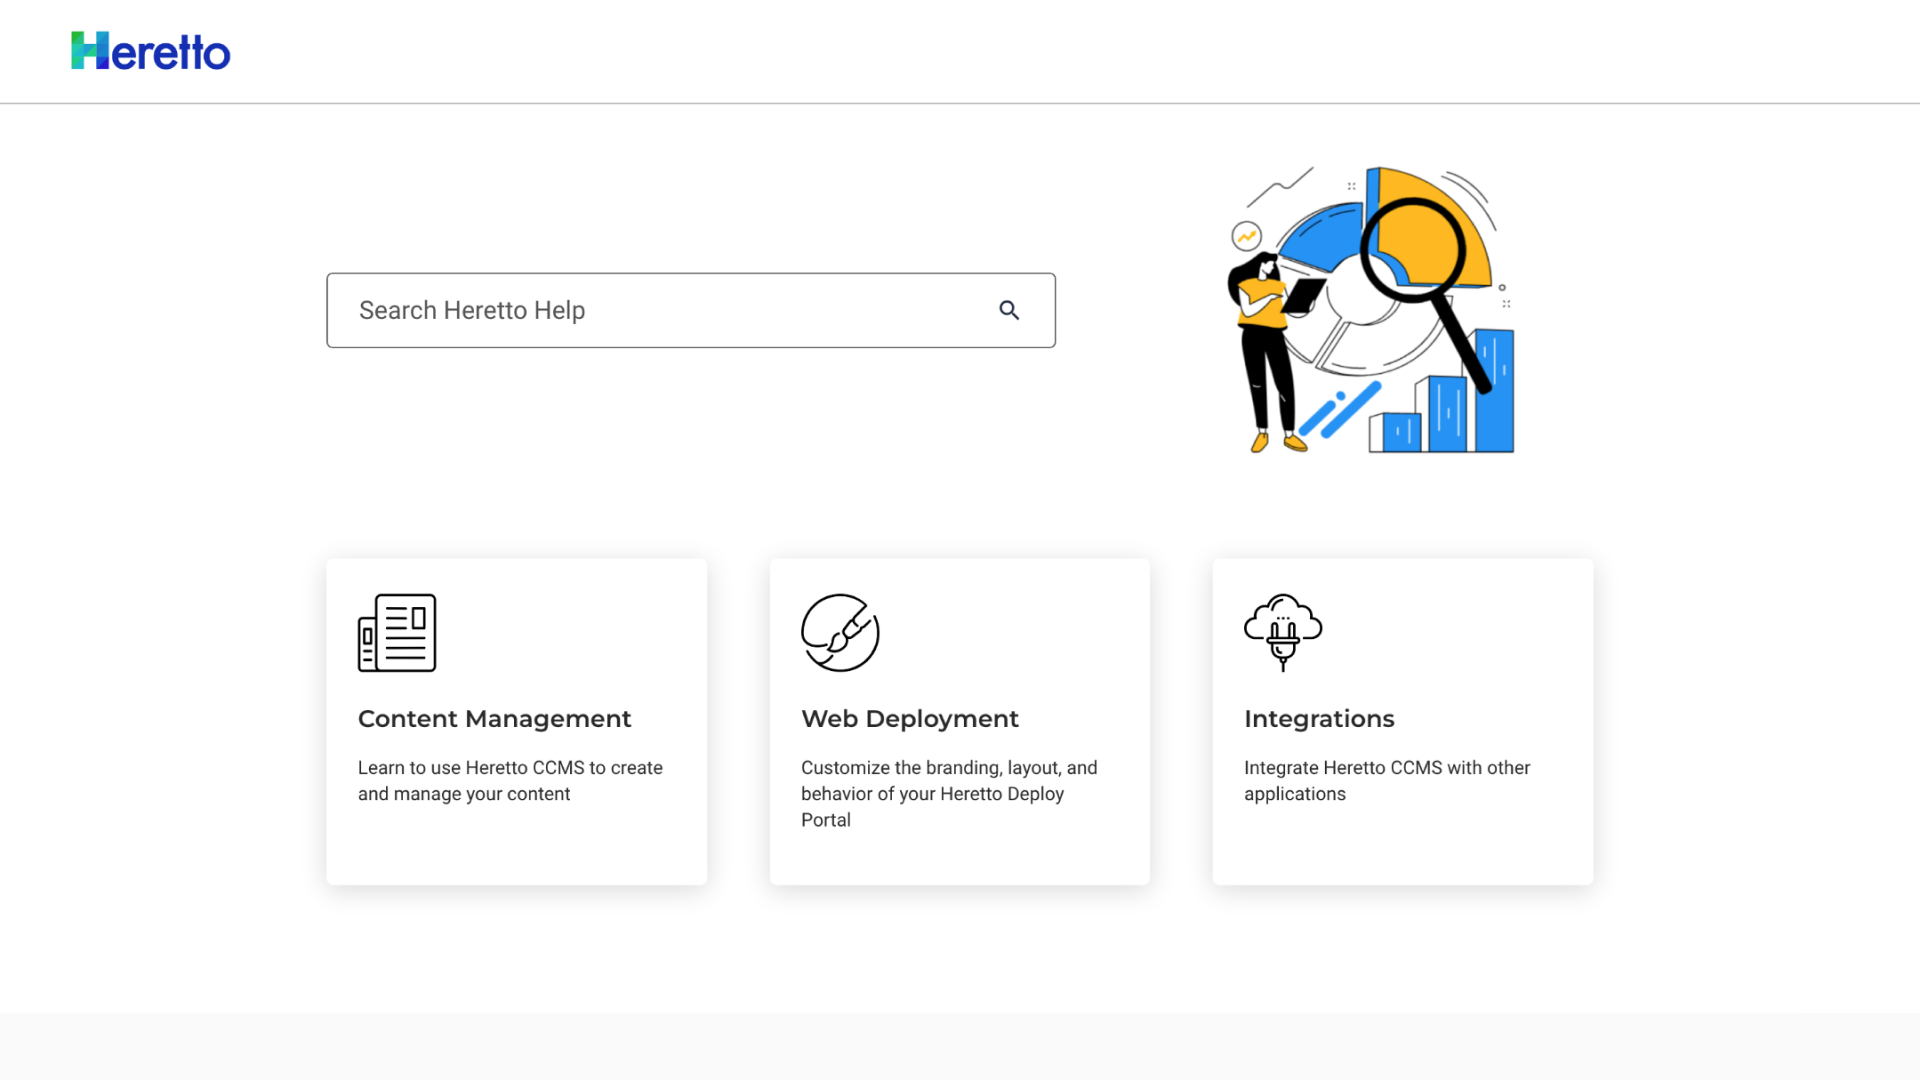 Heretto
Search Heretto Help
Content Management
Learn to use Heretto CCMS to create
and manage your content
Web Deployment
Customize the branding, layout, and
behavior of your Heretto Deploy
Portal
Integrations
Integrate Heretto CCMS with other
applications